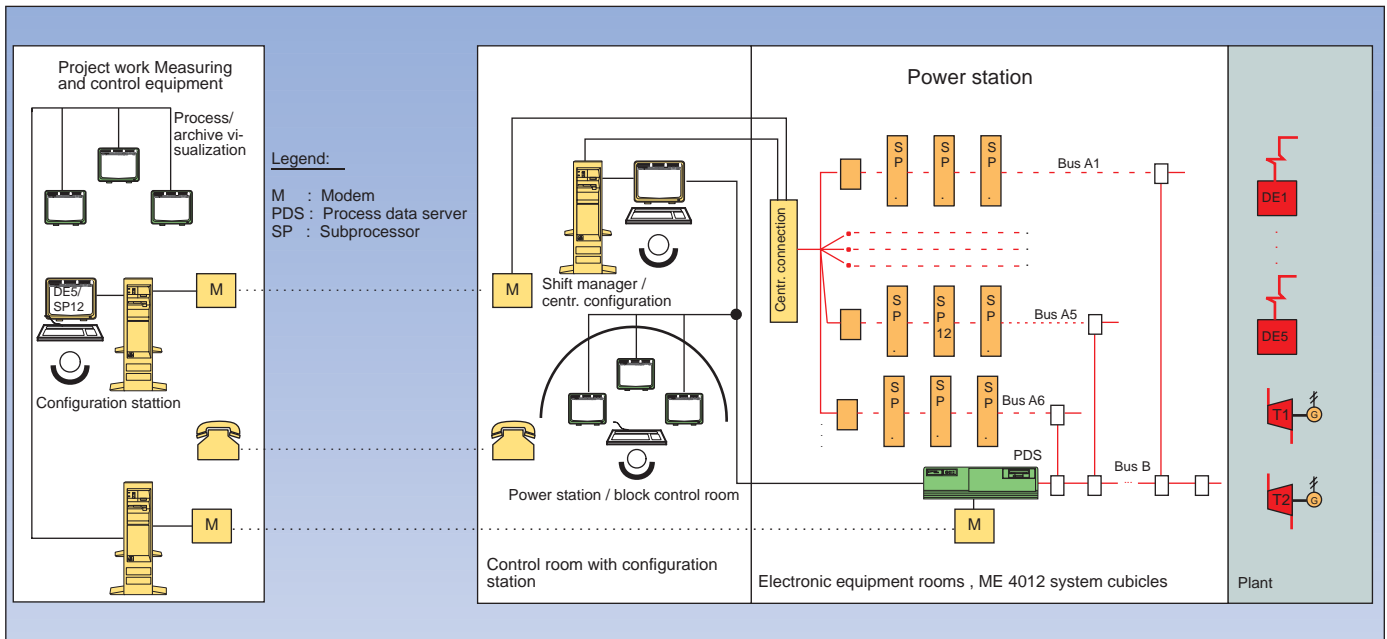 Project work Measuring
and control equipment
Process/
archive vi-
sualization
Legend:
M : Modem
PDS : Process data server
SP : Subprocessor
DE5/
SP12
M
Configuration stattion
M
M
Shift manager /
centr. configuration
Power station / block control room
Control room with configuration
station
Power station
Centr. connection
S
P
.
S
P
.
S
P
.
Bus A1
S
P
.
S
P
12
S
P
.
Bus A5
S
P
.
S
P
.
S
P
.
Bus A6
PDS
Bus B
M
Electronic equipment rooms , ME 4012 system cubicles
DE1
DE5
T1
G
T2
G
Plant